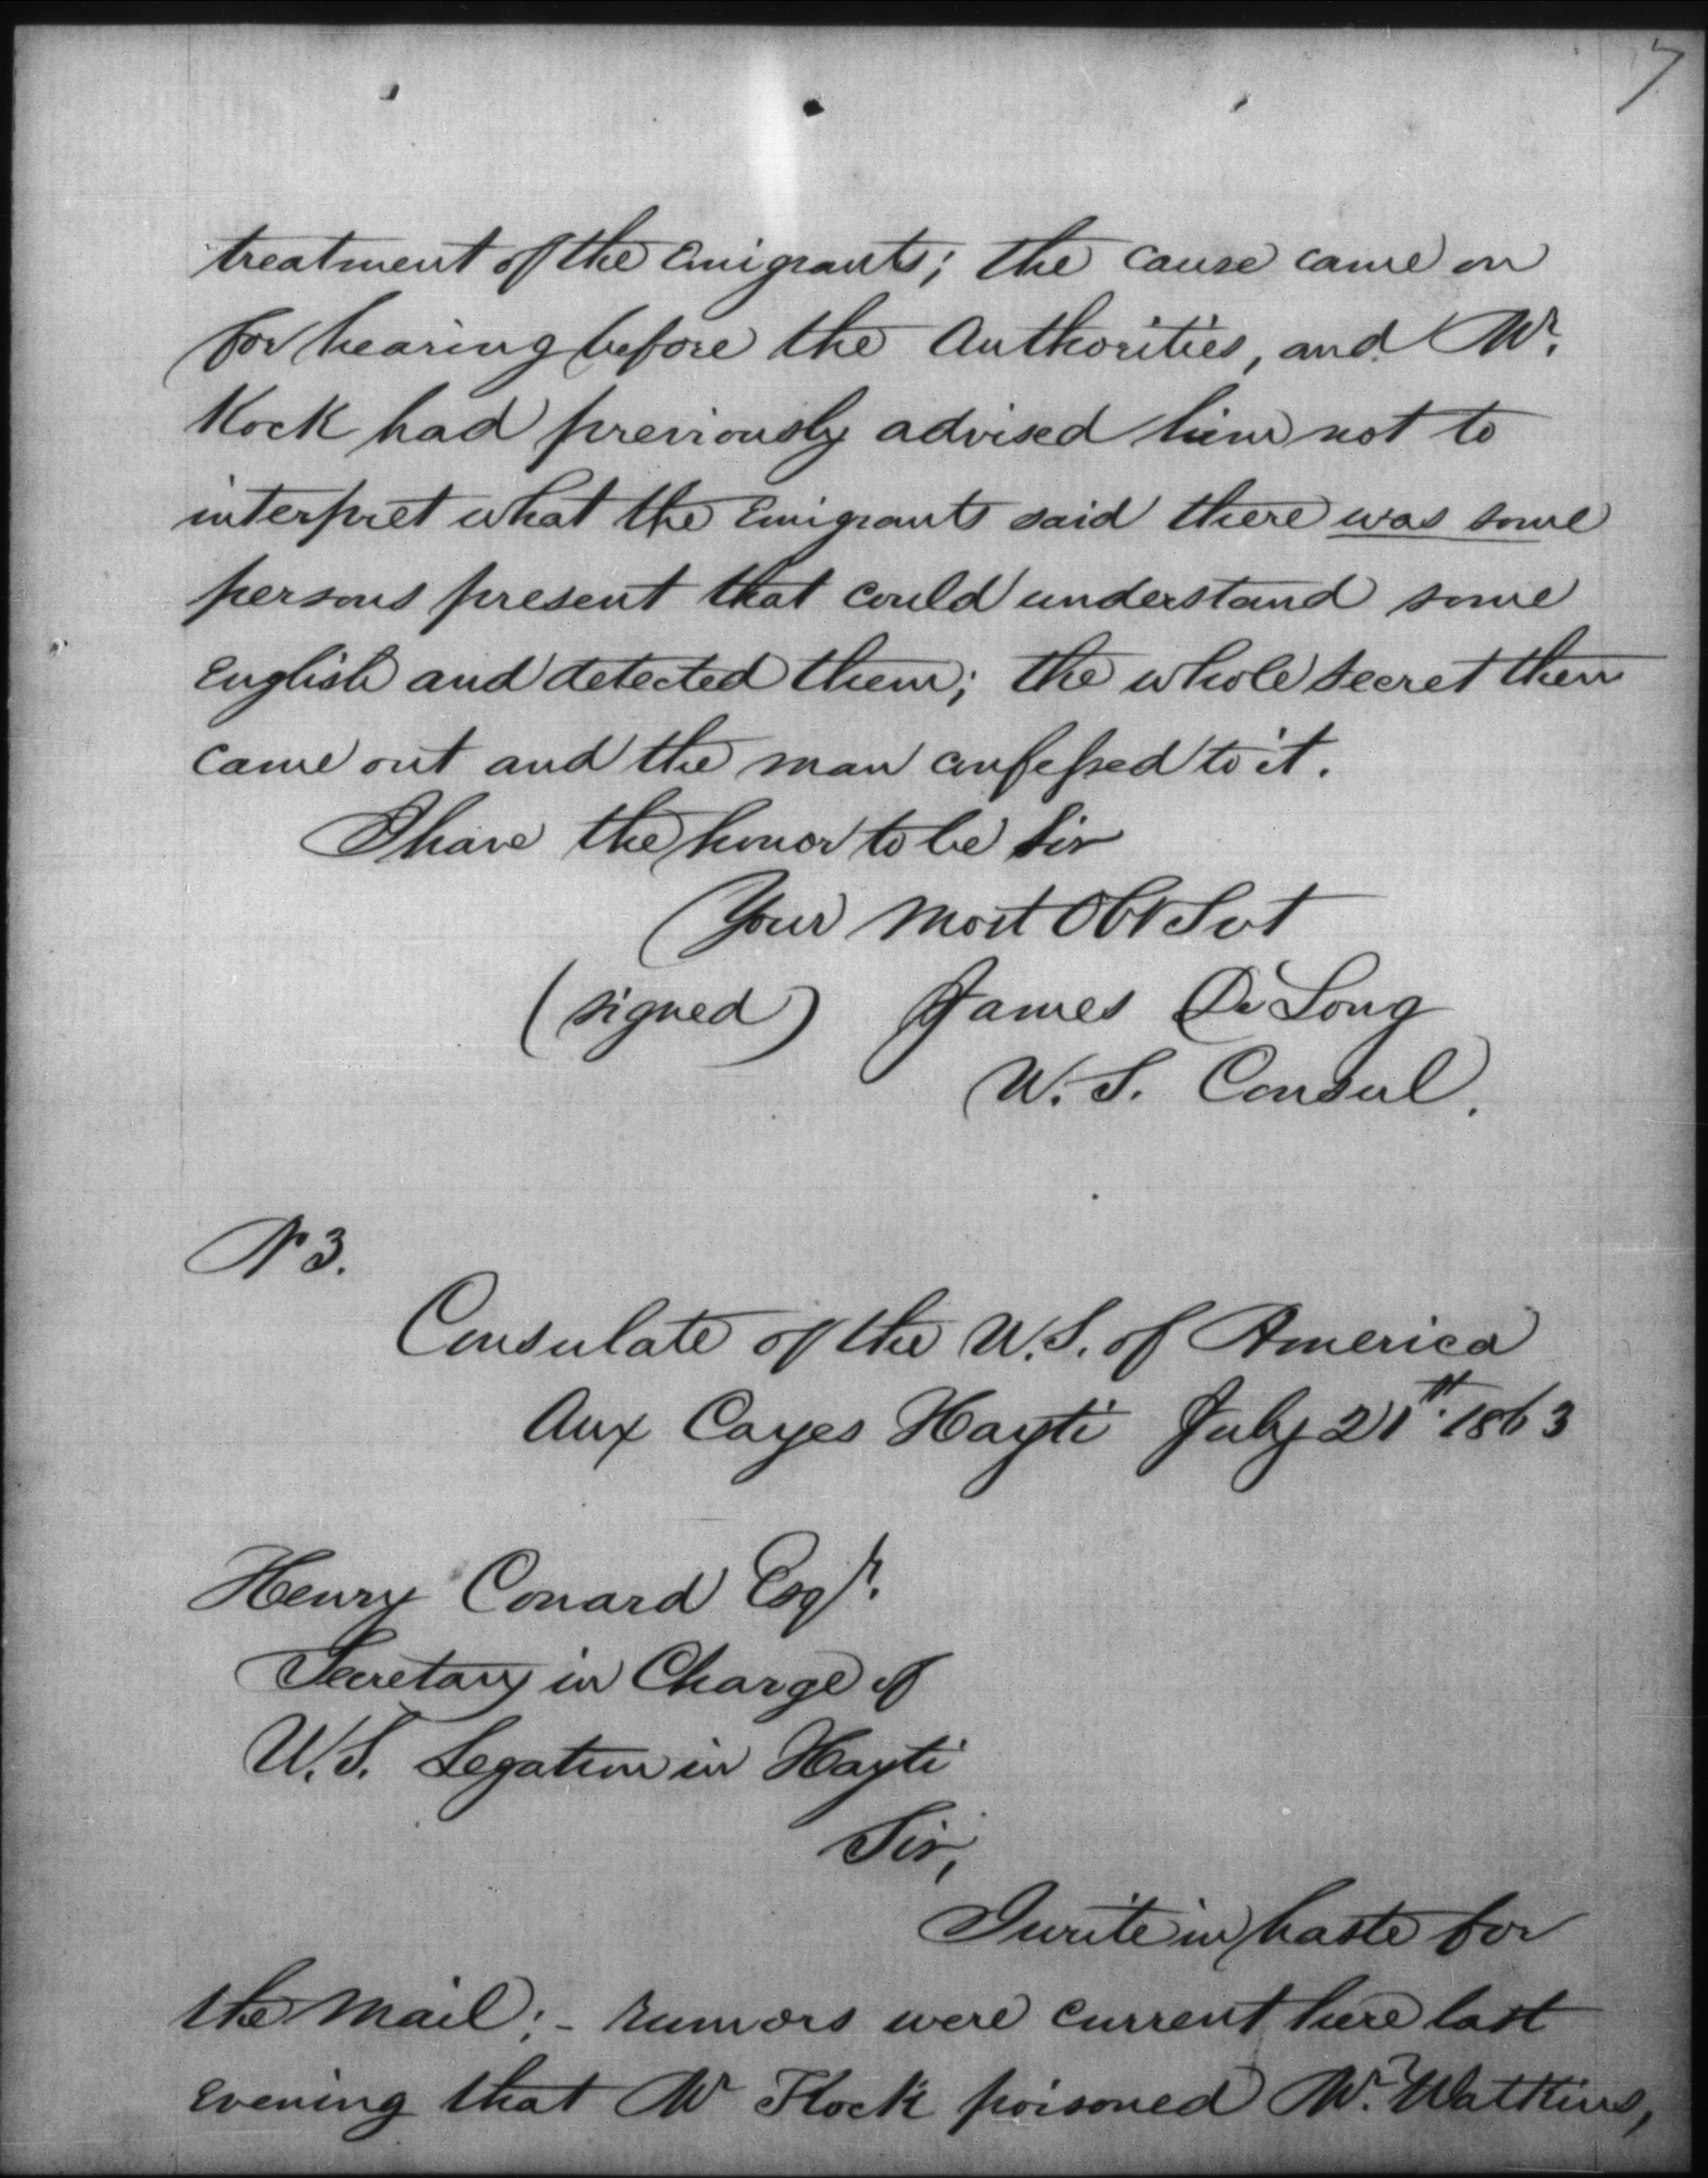 7
treatment of the Emigrants; the cause came on
for hearing before the Authorities, and Mr.
Kock had previously advised him not to
interpret what the Emigrants said there was some
persons present that could understand some
English and detected them; the whole secret then
came out and the man confessed to it.
I have the honor to be Sir
Your most Obt Svt
(signed) James De Long
U.S. Consul.
No 3.
Consulate of the U.S. of America
Aux Cayes Hayti July 21st. 1863
Henry Conard Esqr.
Secretary in Charge of
U.S. Legation in Hayti
Sir,
I write in haste for
the mail; - rumors were current here last
Evening that Mr Kock poisoned Mr. Watkins,